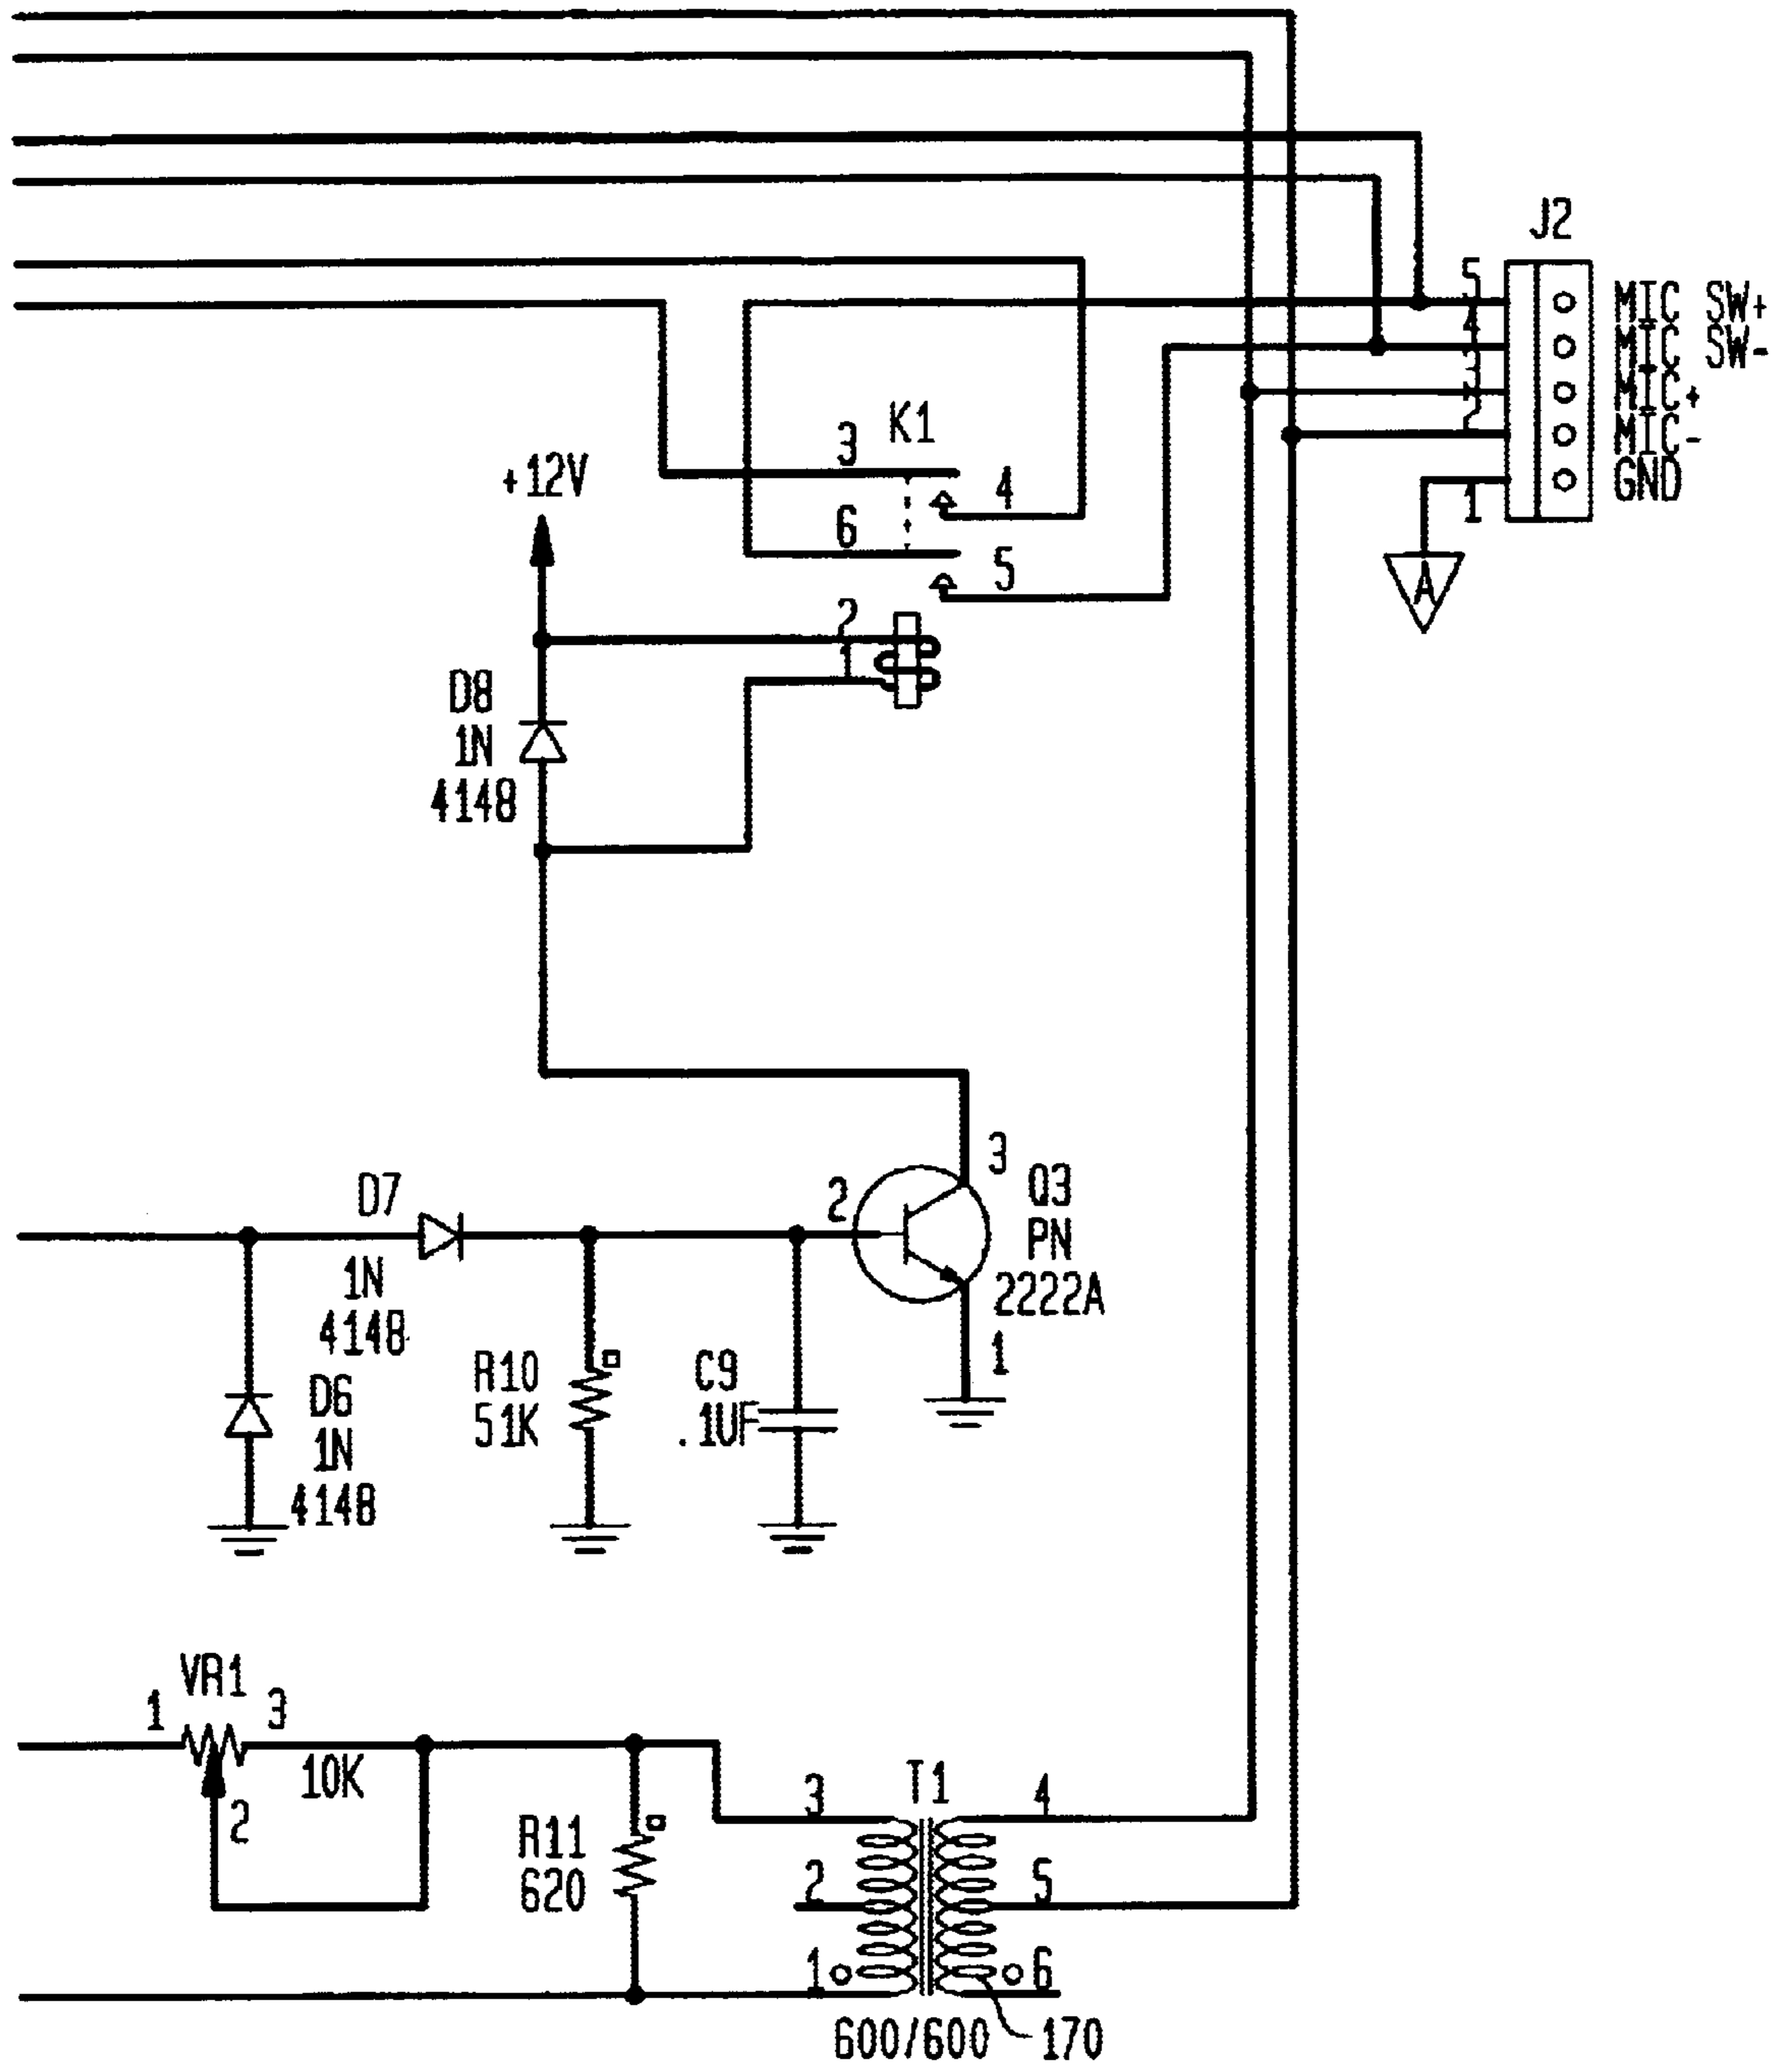 J2
5
MIC SW+
4
MIC SW-
3
MIC+
2
MIC-
GND
1
A
K1
3
4
6
5
+12V
2
1
D8
1N
4148
3
Q3
PN
2222A
2
1
D7
1N
4148
D6
1N
4148
R10
51K
C9
.1UF
VR1
1
3
10K
2
R11
620
T1
3
4
2
5
1
6
600/600
170